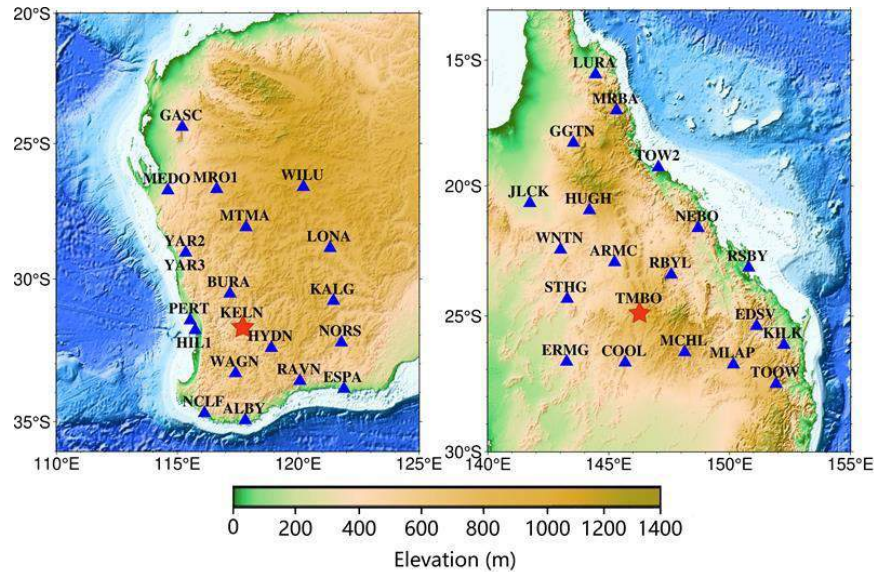 20°S
25°S
30°S
35°S
110°E
115°E
120°E
125°E
GASC
MEDO
MRO1
WILU
MTMA
YAR2
YAR3
LONA
BURA
KALG
PERT
KELN
HIL1
HYDN
NORS
WAGN
RAVN
ESPA
NCLF
ALBY
15°S
20°S
25°S
30°S
140°E
145°E
150°E
155°E
LURA
MRBA
GGTN
TOW2
JLCK
HUGH
NEBO
WNTN
ARMC
RBYL
RSBY
STHG
TMBO
EDSV
KILR
ERMG
COOL
MCHL
MLAP
TOOW
0 200 400 600 800 1000 1200 1400
Elevation (m)